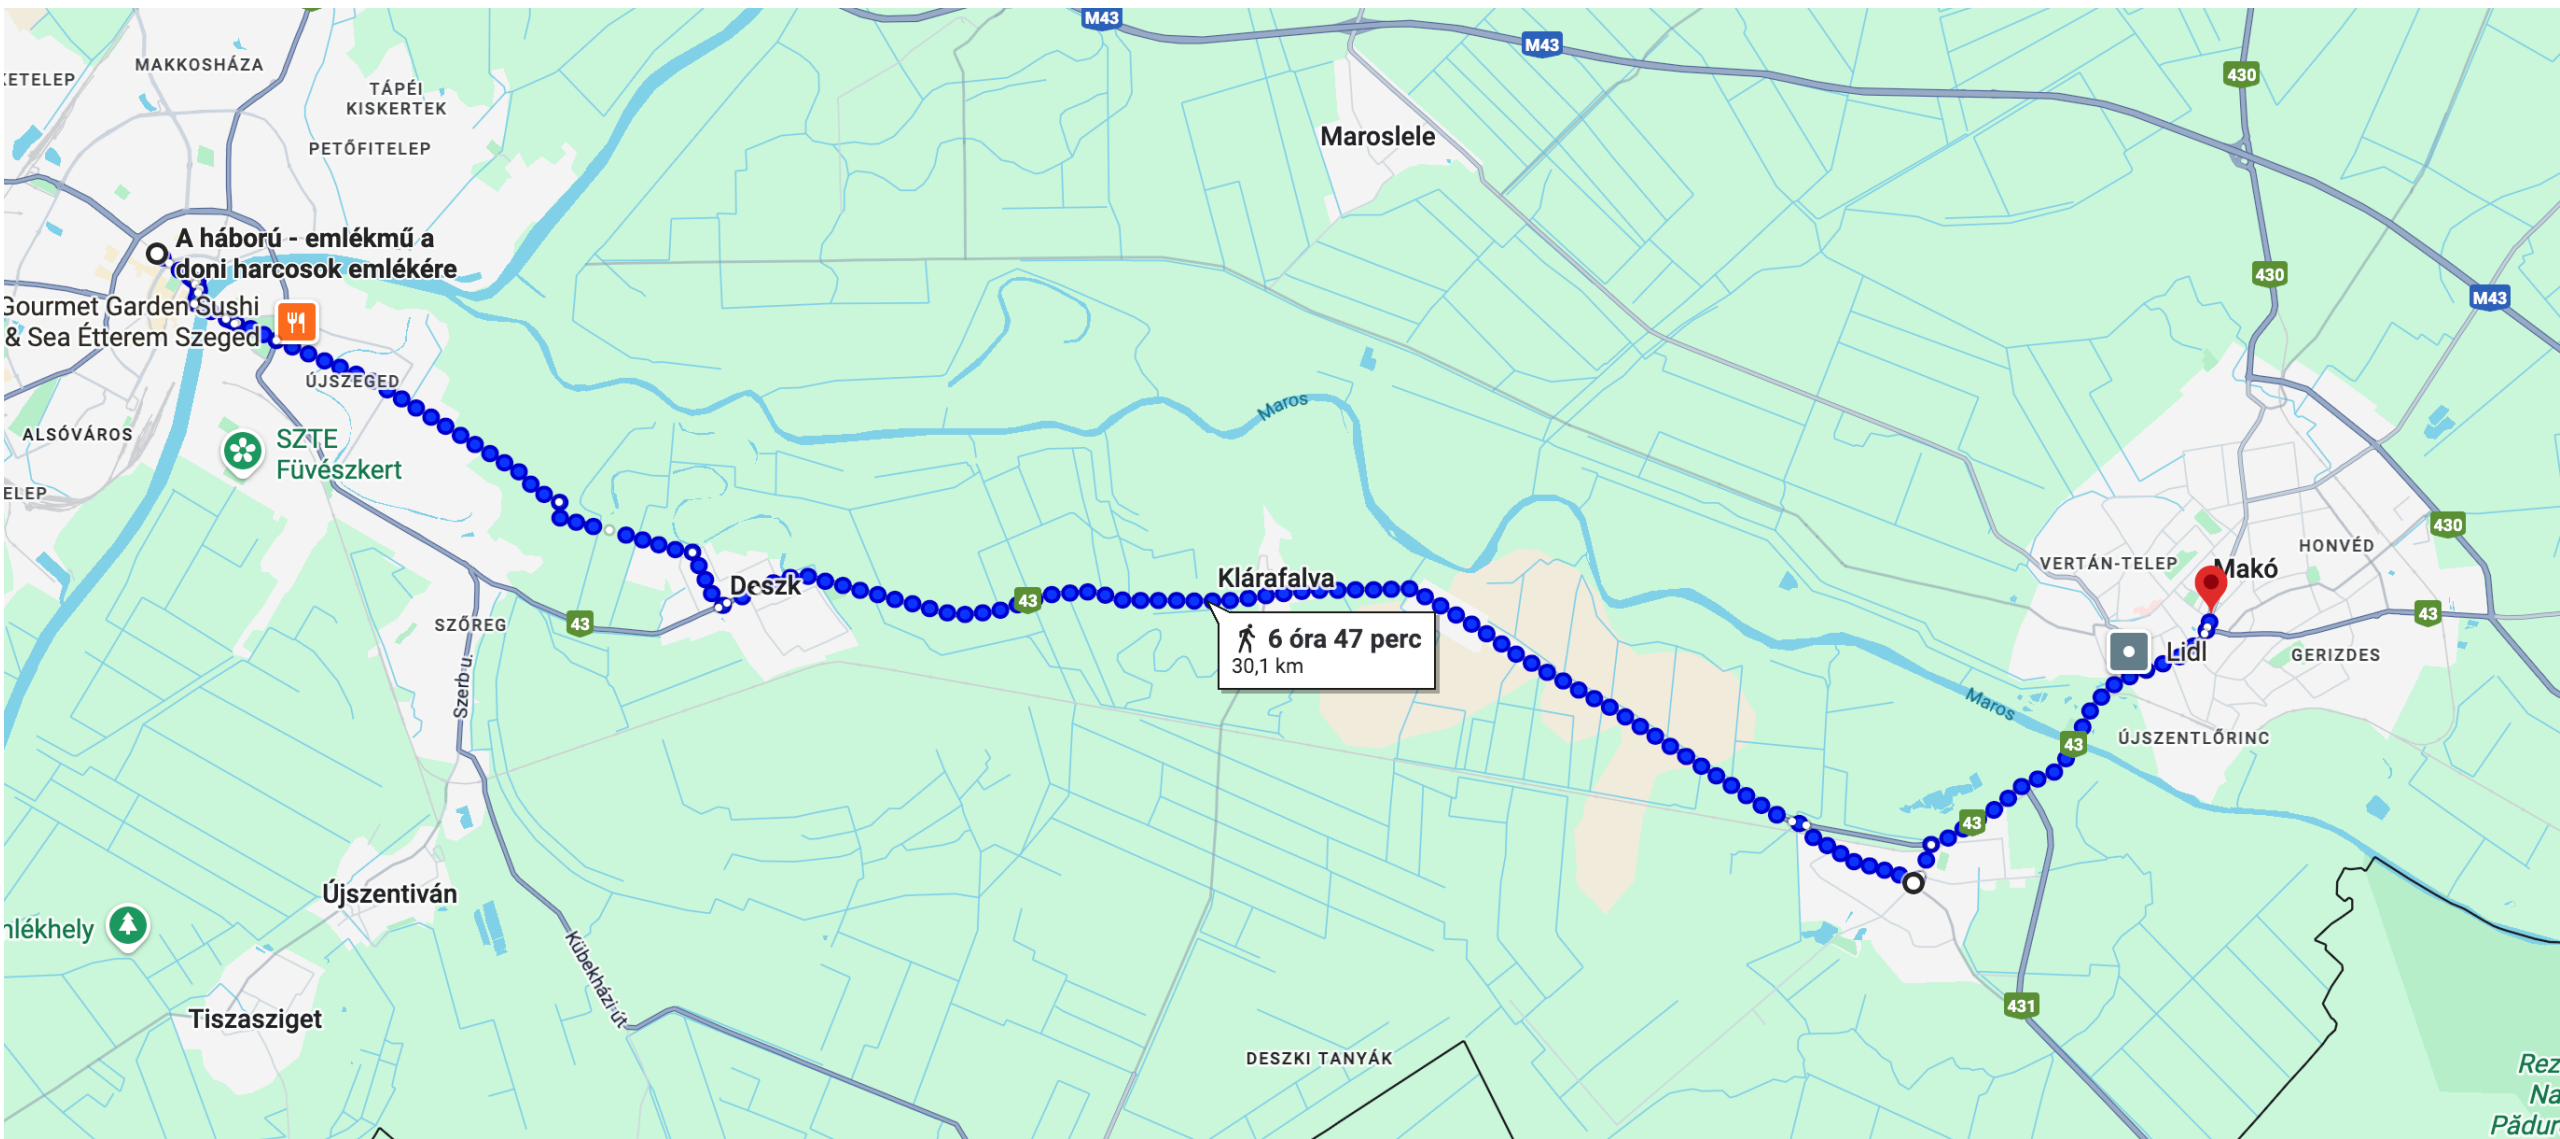 M43
M43
MAKKOSHÁZA
KETELEP
430
TÁPÉI
KISKERTEK
Maroslele
PETŐFITELEP
A háború - emlékmű a
doni harcosok emlékére
430
M43
Gourmet Garden Sushi
& Sea Étterem Szeged
ÚJSZEGED
Maros
ALSÓVÁROS
SZTE
Füvészkert
ELEP
430
HONVÉD
VERTÁN-TELEP
Makó
Deszk
Klárafalva
43
43
43
SZŐREG
6 óra 47 perc
30,1 km
Lidl
GERIZDES
Szerb u.
Maros
43
ÚJSZENTLŐRINC
43
Újszentiván
mlékhely
Kübekházi út
431
Tiszasziget
DESZKI TANYÁK
Rez
Na
Pădur